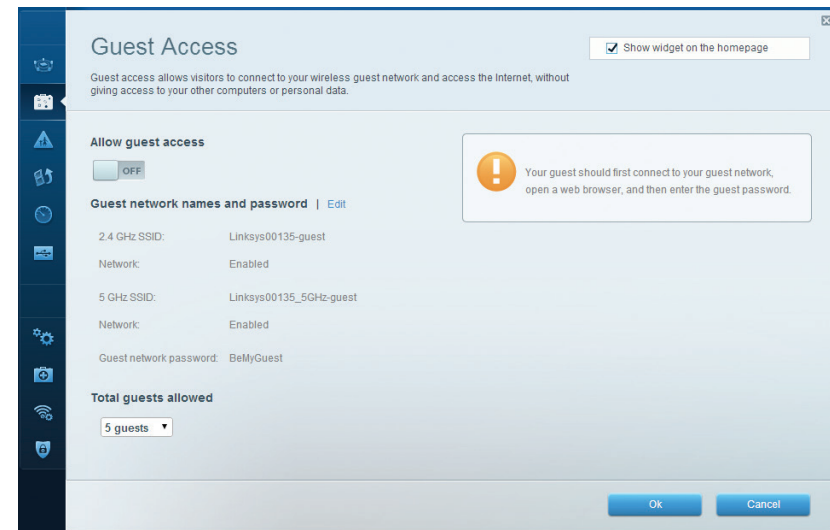 Guest Access
Show widget on the homepage
Guest access allows visitors to connect to your wireless guest network and access the Internet, without
giving access to your other computers or personal data.
Allow guest access
OFF
Your guest should first connect to your guest network,
open a web browser, and then enter the guest password.
Guest network names and password | Edit
2.4 GHz SSID: Linksys00135-guest
Network: Enabled
5 GHz SSID: Linksys00135_5GHz-guest
Network: Enabled
Guest network password: BeMyGuest
Total guests allowed
5 guests
Ok Cancel